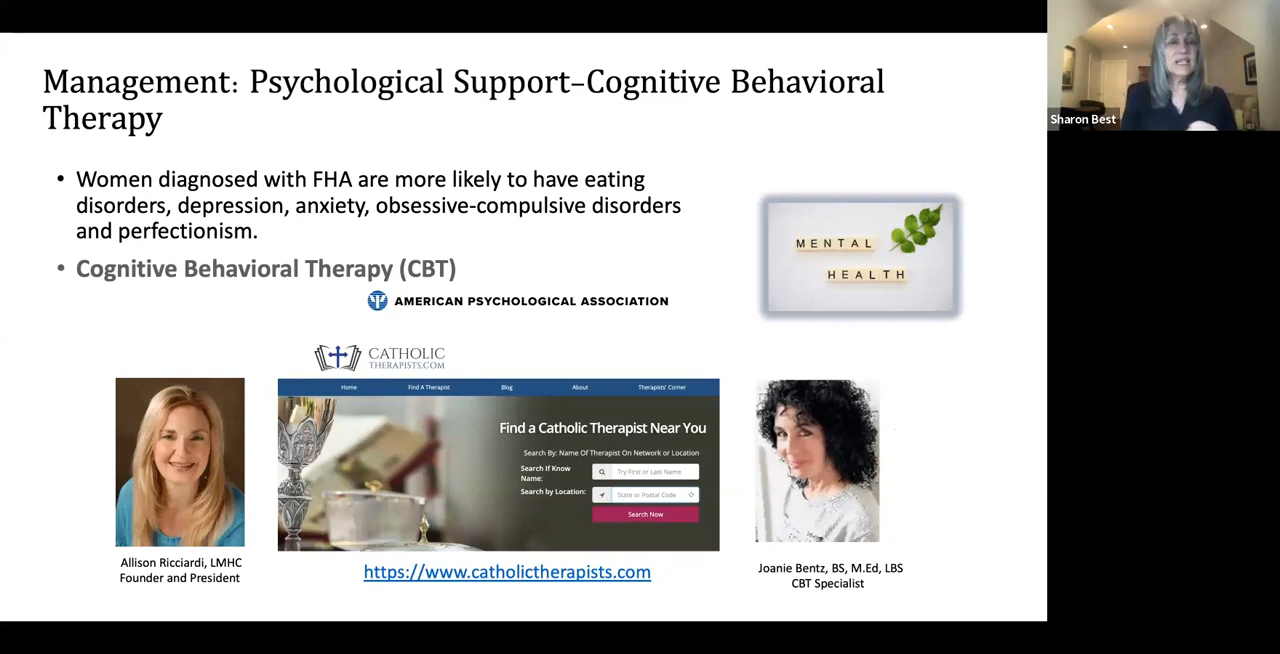 Management: Psychological Support–Cognitive Behavioral
Therapy
• Women diagnosed with FHA are more likely to have eating
disorders, depression, anxiety, obsessive-compulsive disorders
and perfectionism.
• Cognitive Behavioral Therapy (CBT)
AMERICAN PSYCHOLOGICAL ASSOCIATION
MENTAL
HEALTH
CATHOLIC
THERAPISTS.COM
Home Find A Therapist Blog About Therapists' Corner
Find a Catholic Therapist Near You
Search By: Name Of Therapist On Network or Location
Search If Know
Name:
Try First or Last Name
Search by Location:
State or Postal Code
Search Now
Allison Ricciardi, LMHC
Founder and President
https://www.catholictherapists.com
Joanie Bentz, BS, M.Ed, LBS
CBT Specialist
Sharon Best